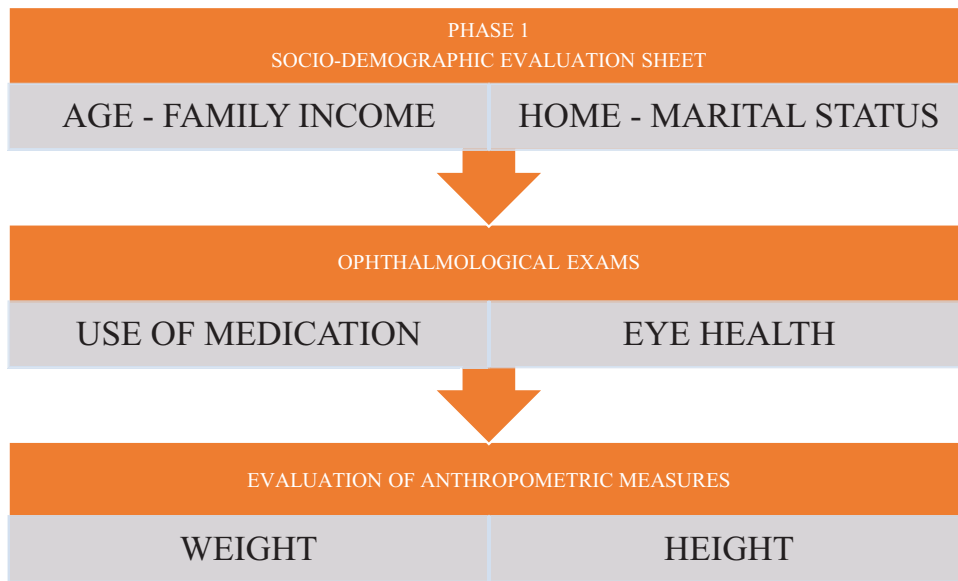 PHASE 1
SOCIO-DEMOGRAPHIC EVALUATION SHEET
AGE - FAMILY INCOME
HOME - MARITAL STATUS
OPHTHALMOLOGICAL EXAMS
USE OF MEDICATION
EYE HEALTH
EVALUATION OF ANTHROPOMETRIC MEASURES
WEIGHT
HEIGHT